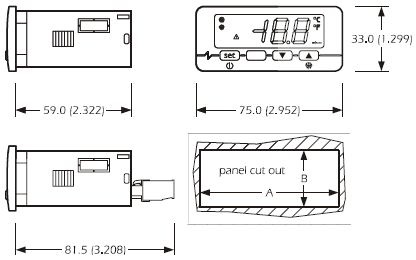 -18.8
°C
°F
set
33.0 (1.299)
59.0 (2.322)
75.0 (2.952)
panel cut out
B
A
81.5 (3.208)